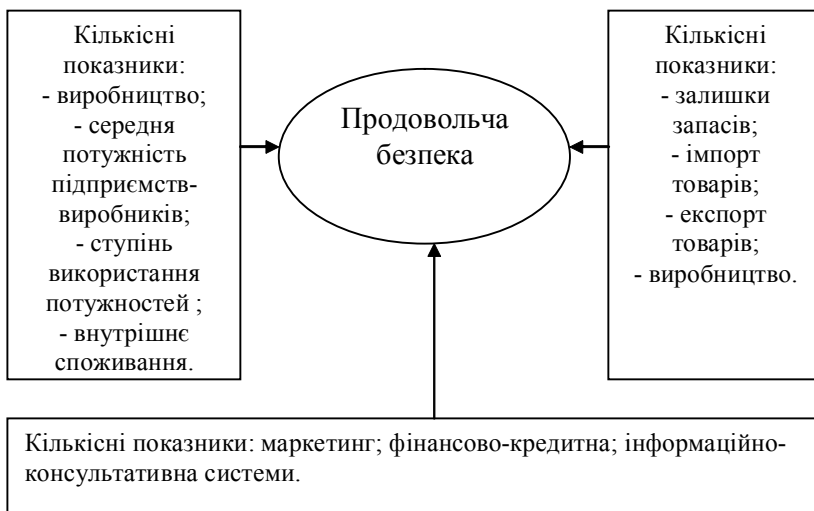 Кількісні
показники:
- виробництво;
- середня
потужність
підприємств-
виробників;
- ступінь
використання
потужностей ;
- внутрішнє
споживання.
Продовольча
безпека
Кількісні
показники:
- залишки
запасів;
- імпорт
товарів;
- експорт
товарів;
- виробництво.
Кількісні показники: маркетинг; фінансово-кредитна; інформаційно-
консультативна системи.